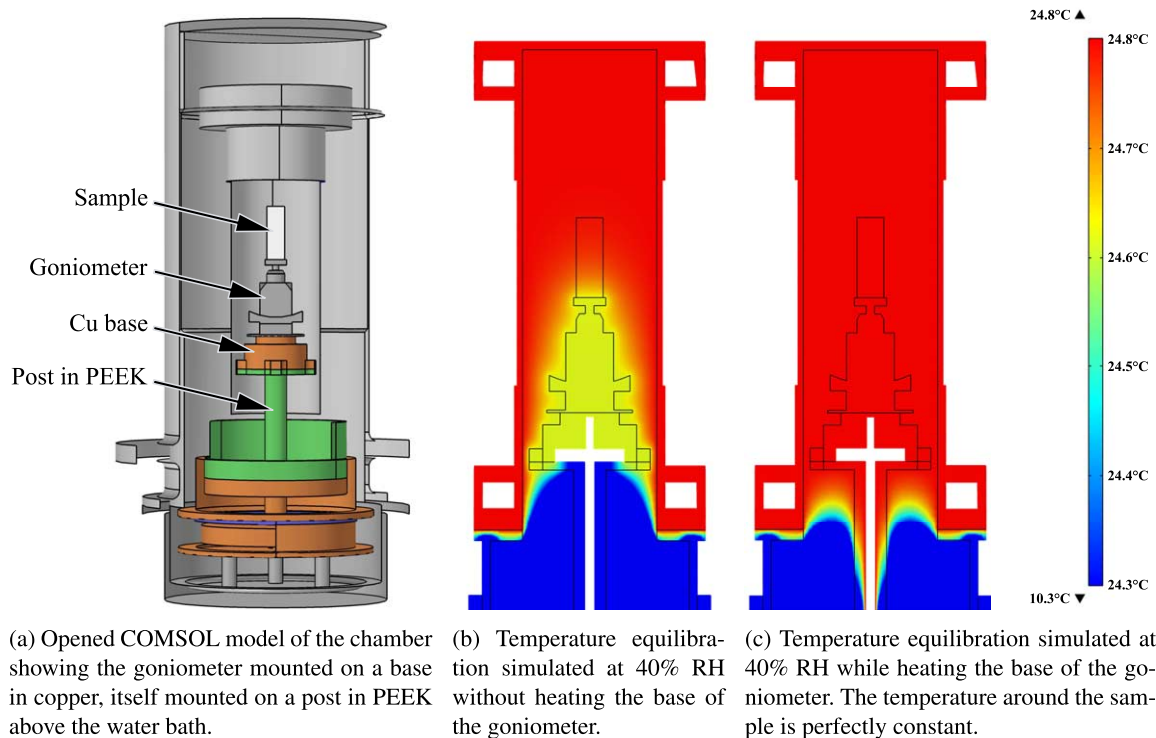 Sample
Goniometer
Cu base
Post in PEEK
24.8°C ▲
24.8°C
24.7°C
24.6°C
24.5°C
24.4°C
24.3°C
10.3°C ▼
(a) Opened COMSOL model of the chamber
showing the goniometer mounted on a base
in copper, itself mounted on a post in PEEK
above the water bath.
(b) Temperature equilibra-
tion simulated at 40% RH
without heating the base of
the goniometer.
(c) Temperature equilibration simulated at
40% RH while heating the base of the go-
niometer. The temperature around the sam-
ple is perfectly constant.